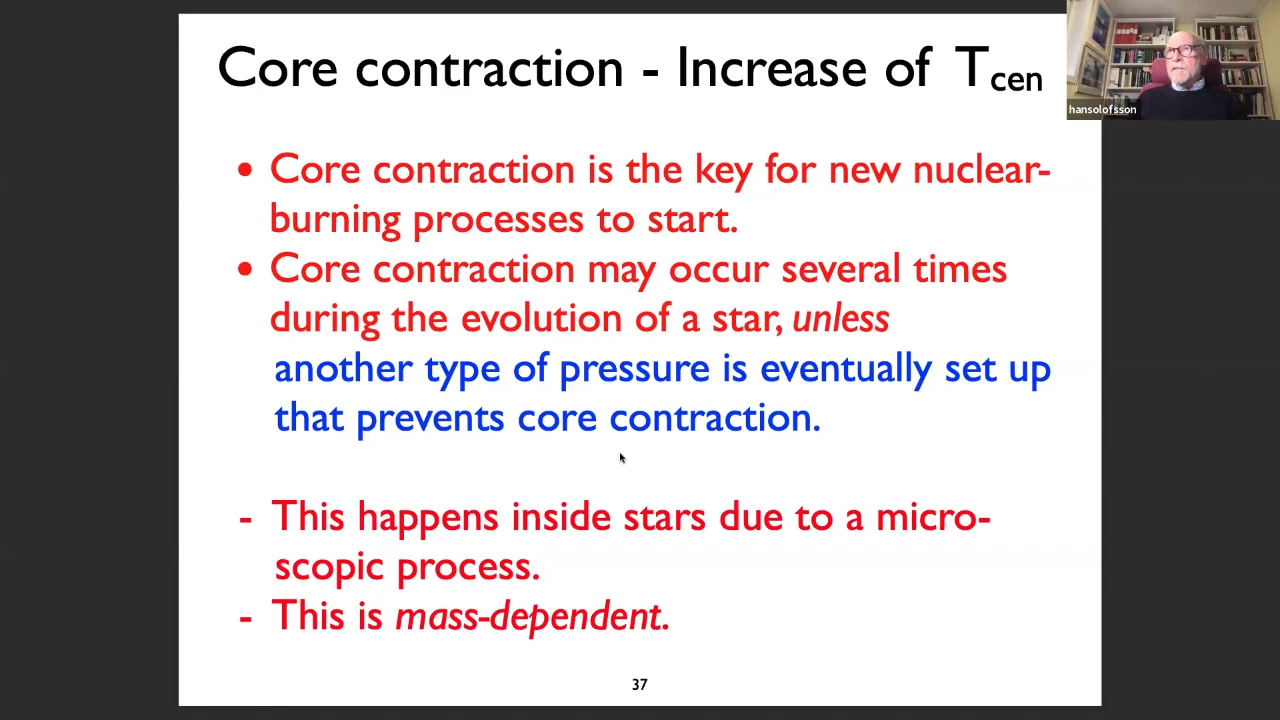 Core contraction - Increase of Tcen
hansolofsson
• Core contraction is the key for new nuclear-
burning processes to start.
• Core contraction may occur several times
during the evolution of a star, unless
another type of pressure is eventually set up
that prevents core contraction.
- This happens inside stars due to a micro-
scopic process.
- This is mass-dependent.
37